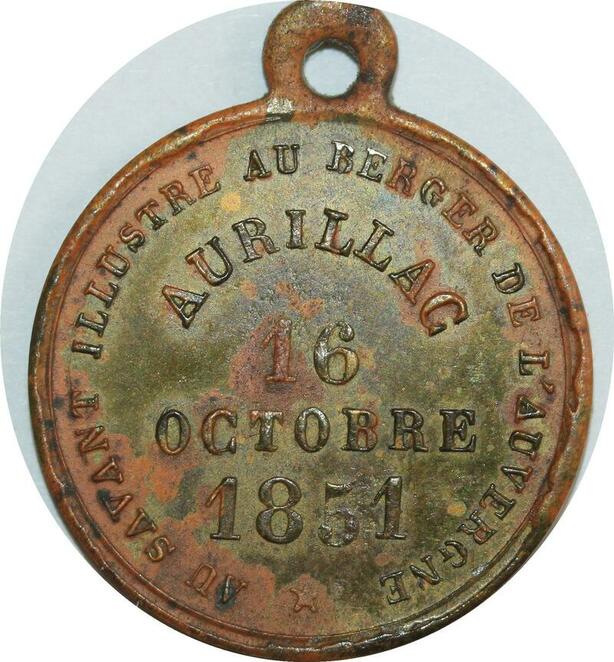 AU SAVANT ILLUSTRE AU BERGER DE L'AUVERGNE
AURILLAC
16
OCTOBRE
1851